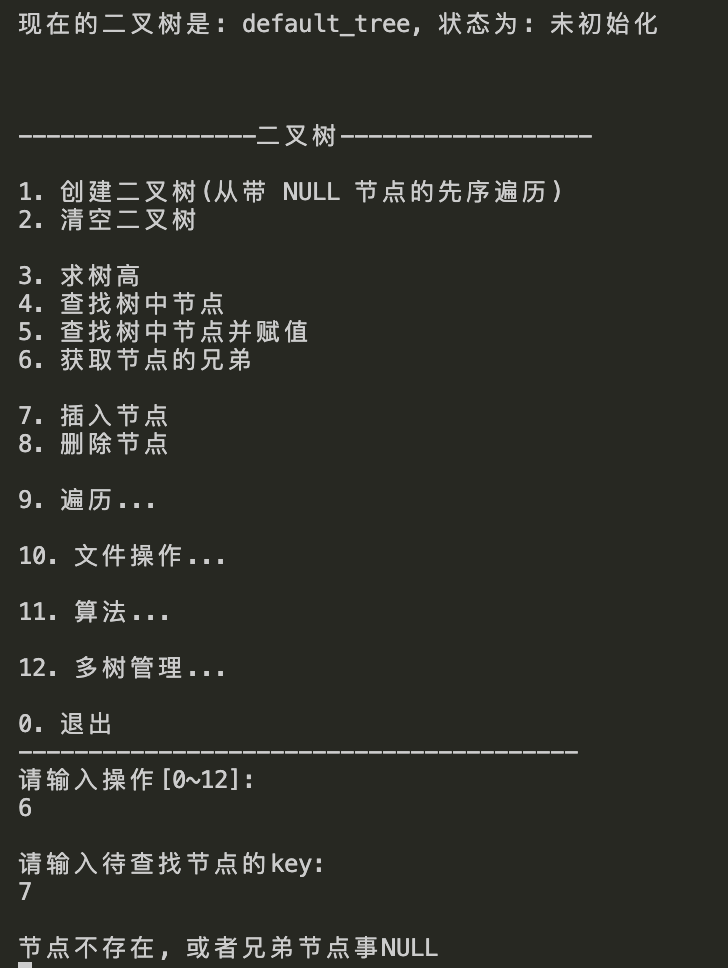 现在的二叉树是: default_tree, 状态为: 未初始化
-----------------二叉树------------------
1. 创建二叉树(从带 NULL 节点的先序遍历)
2. 清空二叉树
3. 求树高
4. 查找树中节点
5. 查找树中节点并赋值
6. 获取节点的兄弟
7. 插入节点
8. 删除节点
9. 遍历...
10. 文件操作...
11. 算法...
12. 多树管理...
0. 退出
----------------------------------------
请输入操作[0~12]:
6
请输入待查找节点的key:
7
节点不存在, 或者兄弟节点事NULL